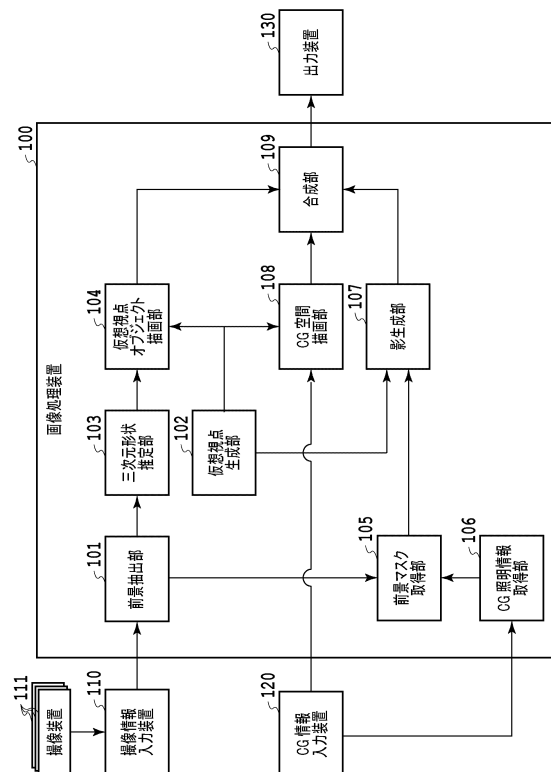 111
撮像装置
110
撮像情報
入力装置
120
CG情報
入力装置
100
画像処理装置
101
前景抽出部
103
三次元形状
推定部
104
仮想視点
オブジェクト
描画部
102
仮想視点
生成部
105
前景マスク
取得部
106
CG照明情報
取得部
108
CG空間
描画部
107
影生成部
109
合成部
130
出力装置